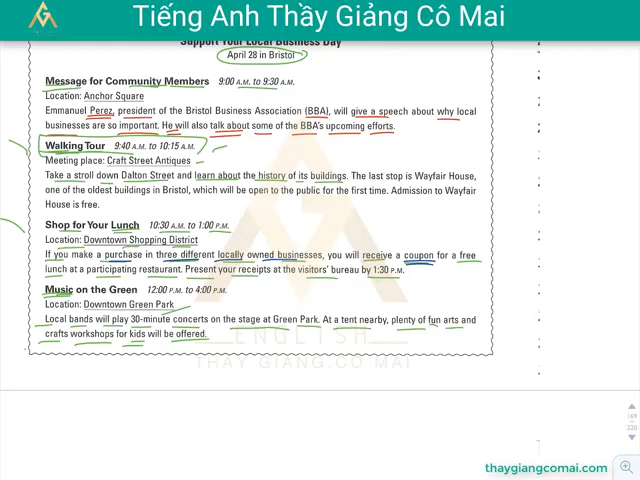 Tiếng Anh Thầy Giảng Cô Mai
Support Your Local Business Day
April 28 in Bristol
Message for Community Members 9:00 A.M. to 9:30 A.M.
Location: Anchor Square
Emmanuel Perez, president of the Bristol Business Association (BBA), will give a speech about why local
businesses are so important. He will also talk about some of the BBA's upcoming efforts.
Walking Tour 9:40 A.M. to 10:15 A.M.
Meeting place: Craft Street Antiques
Take a stroll down Dalton Street and learn about the history of its buildings. The last stop is Wayfair House,
one of the oldest buildings in Bristol, which will be open to the public for the first time. Admission to Wayfair
House is free.
Shop for Your Lunch 10:30 A.M. to 1:00 P.M.
Location: Downtown Shopping District
If you make a purchase in three different locally owned businesses, you will receive a coupon for a free
lunch at a participating restaurant. Present your receipts at the visitors' bureau by 1:30 P.M.
Music on the Green 12:00 P.M. to 4:00 P.M.
Location: Downtown Green Park
Local bands will play 30-minute concerts on the stage at Green Park. At a tent nearby, plenty of fun arts and
crafts workshops for kids will be offered.
ENGLISH
THAY GIANG.CO MAI
169
220
thaygiangcomai.com